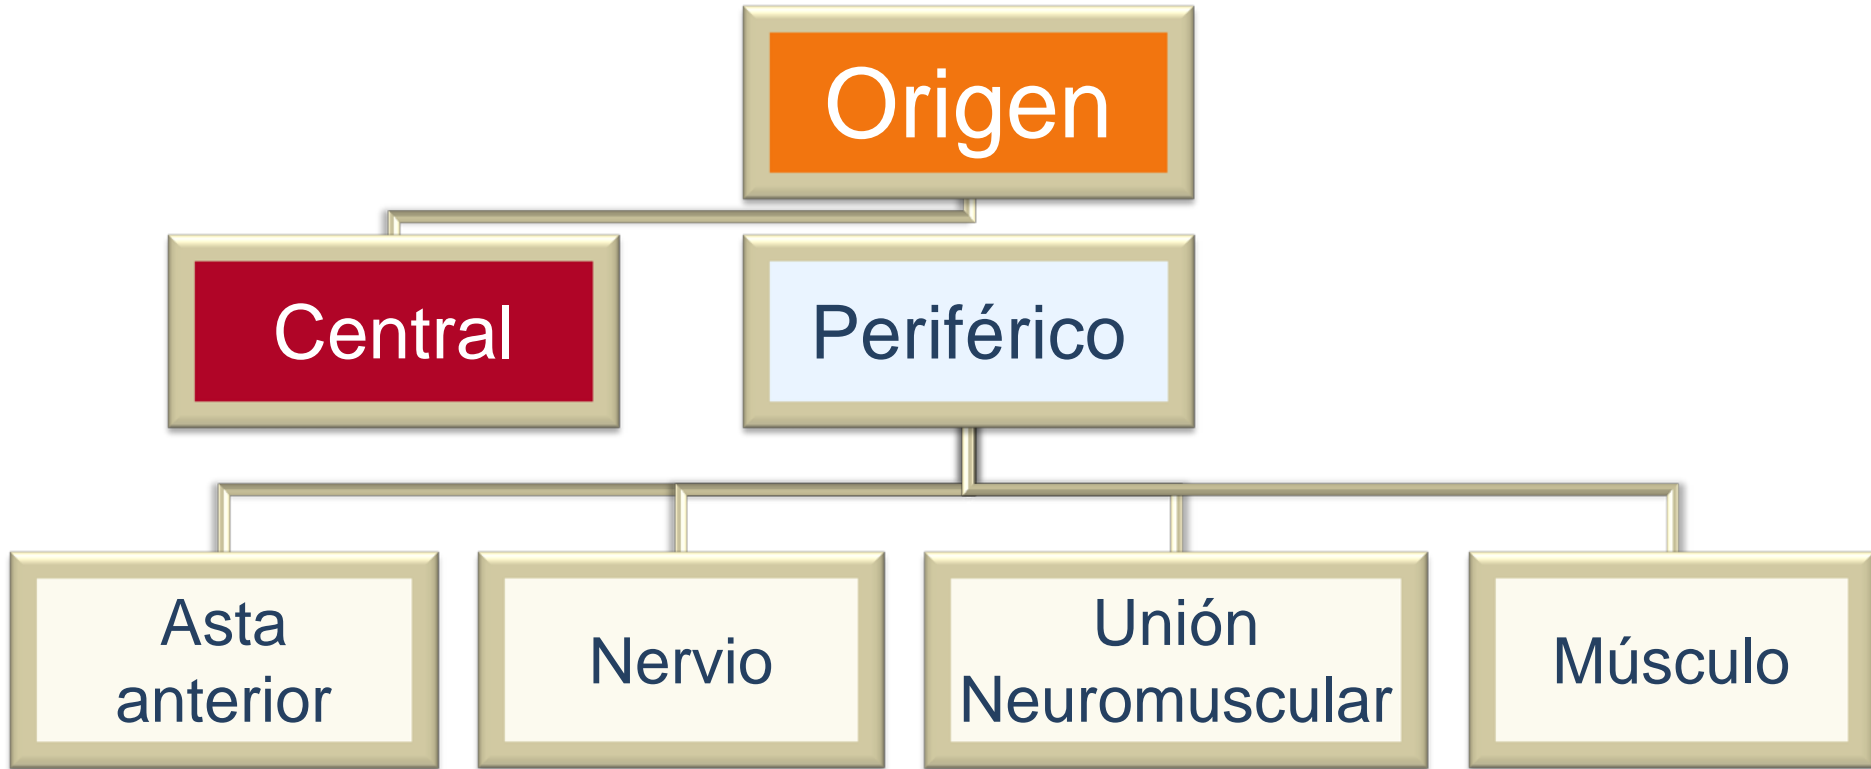 Origen
Central
Periférico
Asta
anterior
Nervio
Unión
Neuromuscular
Músculo